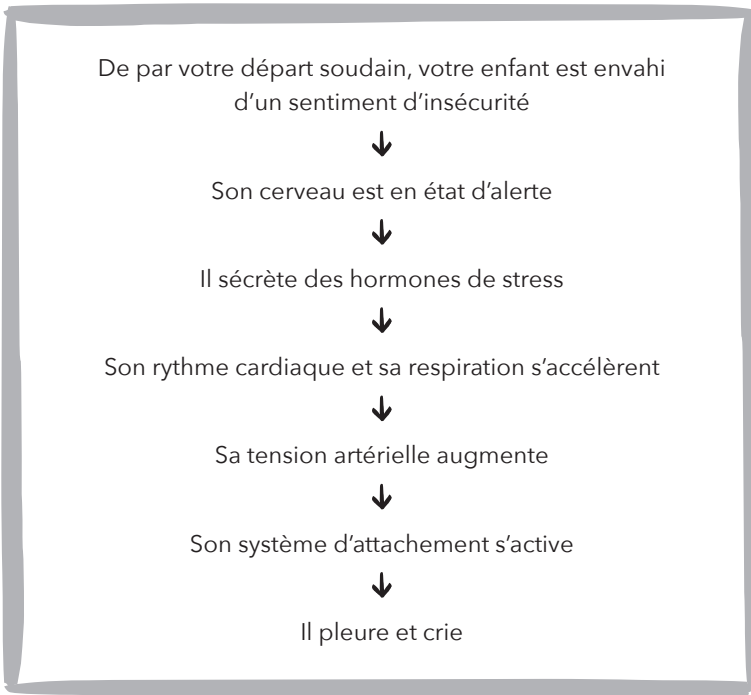 De par votre départ soudain, votre enfant est envahi
d’un sentiment d’insécurité
Son cerveau est en état d’alerte
Il sécrète des hormones de stress
Son rythme cardiaque et sa respiration s’accélèrent
Sa tension artérielle augmente
Son système d’attachement s’active
Il pleure et crie